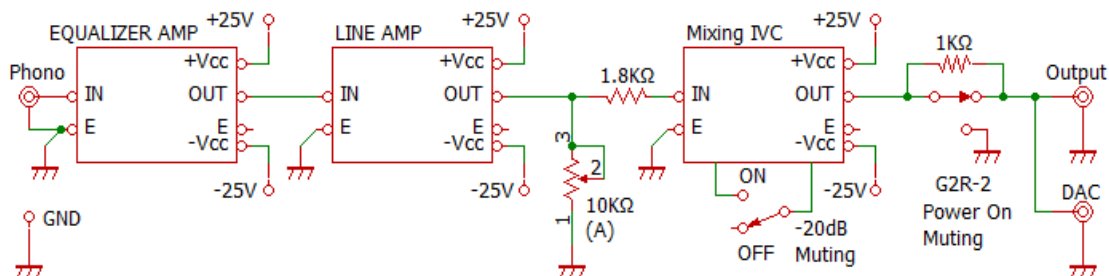 EQUALIZER AMP
+25V
LINE AMP
+25V
Mixing IVC
+25V
1KΩ
Phono
+Vcc
+Vcc
+Vcc
Output
1.8KΩ
IN
OUT
IN
OUT
IN
OUT
E
E
E
E
E
E
-Vcc
-Vcc
-Vcc
3
2
1
10KΩ
(A)
-25V
-25V
-25V
ON
OFF
-20dB
Muting
G2R-2
Power On
Muting
DAC
GND